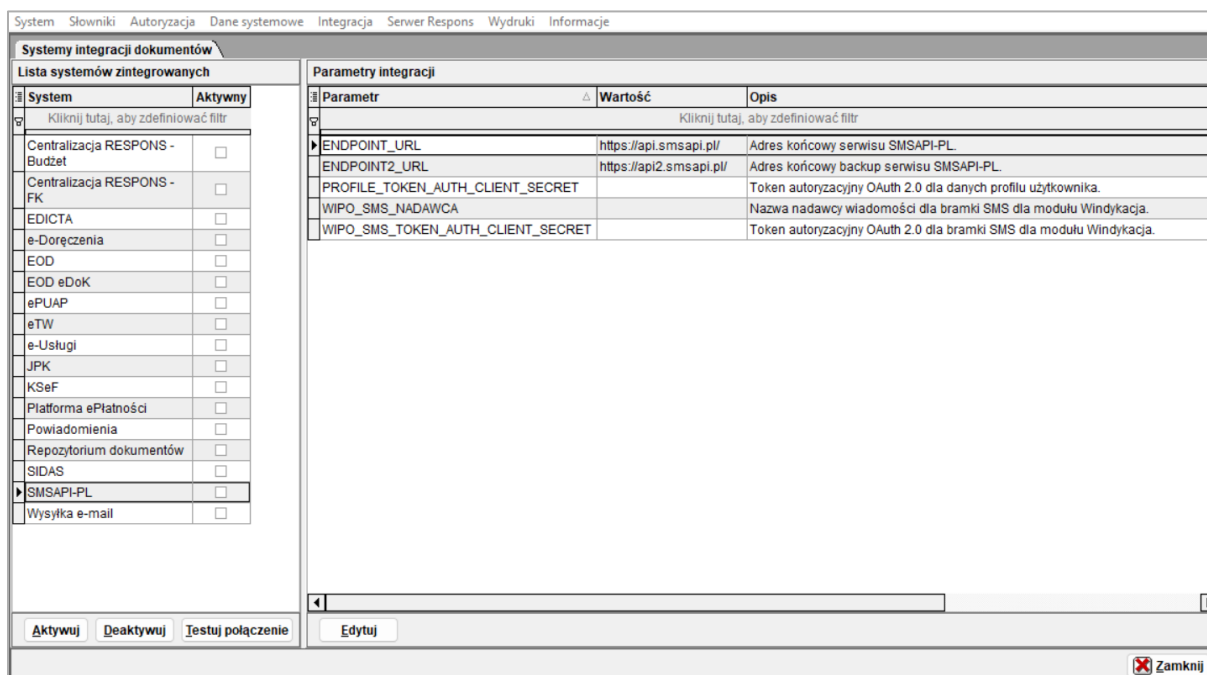 System Słowniki Autoryzacja Dane systemowe Integracja Serwer Respons Wydruki Informacje
Systemy integracji dokumentów
Lista systemów zintegrowanych
System Aktywny
Kliknij tutaj, aby zdefiniować filtr
Centralizacja RESPONS -
Budżet
Centralizacja RESPONS -
FK
EDICTA
e-Doręczenia
EOD
EOD eDoK
ePUAP
eTW
e-Usługi
JPK
KSeF
Platforma ePłatności
Powiadomienia
Repozytorium dokumentów
SIDAS
SMSAPI-PL
Wysyłka e-mail
Aktywuj Deaktywuj Testuj połączenie
Parametry integracji
Parametr Wartość Opis
Kliknij tutaj, aby zdefiniować filtr
ENDPOINT_URL https://api.smsapi.pl/ Adres końcowy serwisu SMSAPI-PL.
ENDPOINT2_URL https://api2.smsapi.pl/ Adres końcowy backup serwisu SMSAPI-PL.
PROFILE_TOKEN_AUTH_CLIENT_SECRET Token autoryzacyjny OAuth 2.0 dla danych profilu użytkownika.
WIPO_SMS_NADAWCA Nazwa nadawcy wiadomości dla bramki SMS dla modułu Windykacja.
WIPO_SMS_TOKEN_AUTH_CLIENT_SECRET Token autoryzacyjny OAuth 2.0 dla bramki SMS dla modułu Windykacja.
Edytuj
Zamknij